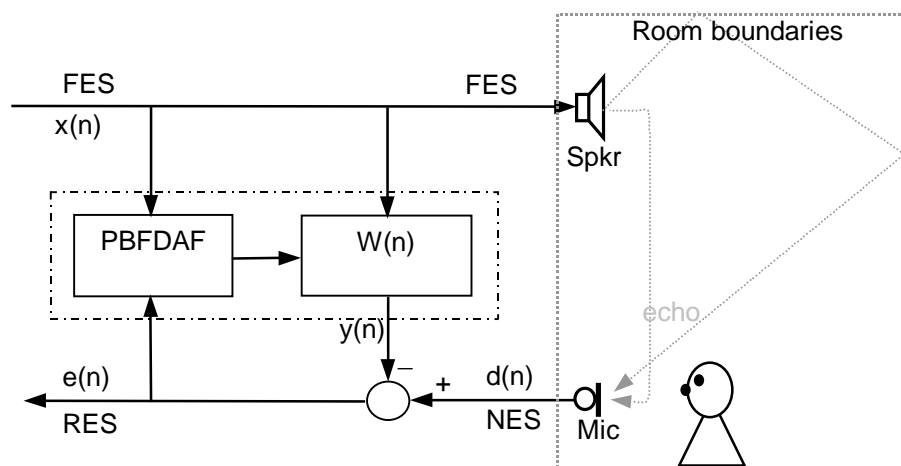 Room boundaries
FES
FES
x(n)
Spkr
PBFDAF
W(n)
echo
y(n)
−
e(n)
+
d(n)
RES
NES
Mic